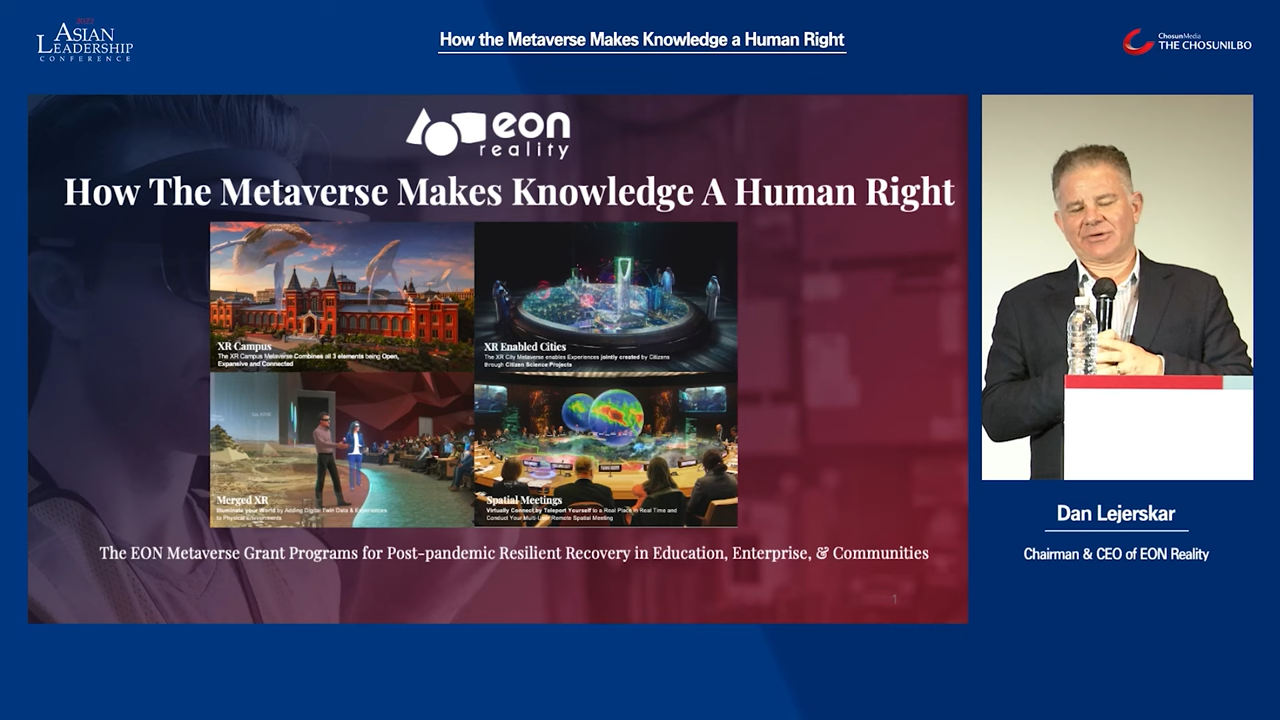 2022
ASIAN
LEADERSHIP
CONFERENCE
How the Metaverse Makes Knowledge a Human Right
ChosunMedia
THE CHOSUNILBO
eon
reality
How The Metaverse Makes Knowledge A Human Right
XR Campus
The XR Campus Metaverse Combines all 3 elements being Open,
Expansive and Connected
XR Enabled Cities
The XR City Metaverse enables Experiences jointly created by Citizens
through Citizen Science Projects
Merged XR
Illuminate your World by Adding Digital Twin Data & Experiences
to Physical Environments
Spatial Meetings
Virtually Connect by Teleport Yourself to a Real Place in Real Time and
Conduct Your Multi-User Remote Spatial Meeting
The EON Metaverse Grant Programs for Post-pandemic Resilient Recovery in Education, Enterprise, & Communities
1
Dan Lejerskar
Chairman & CEO of EON Reality